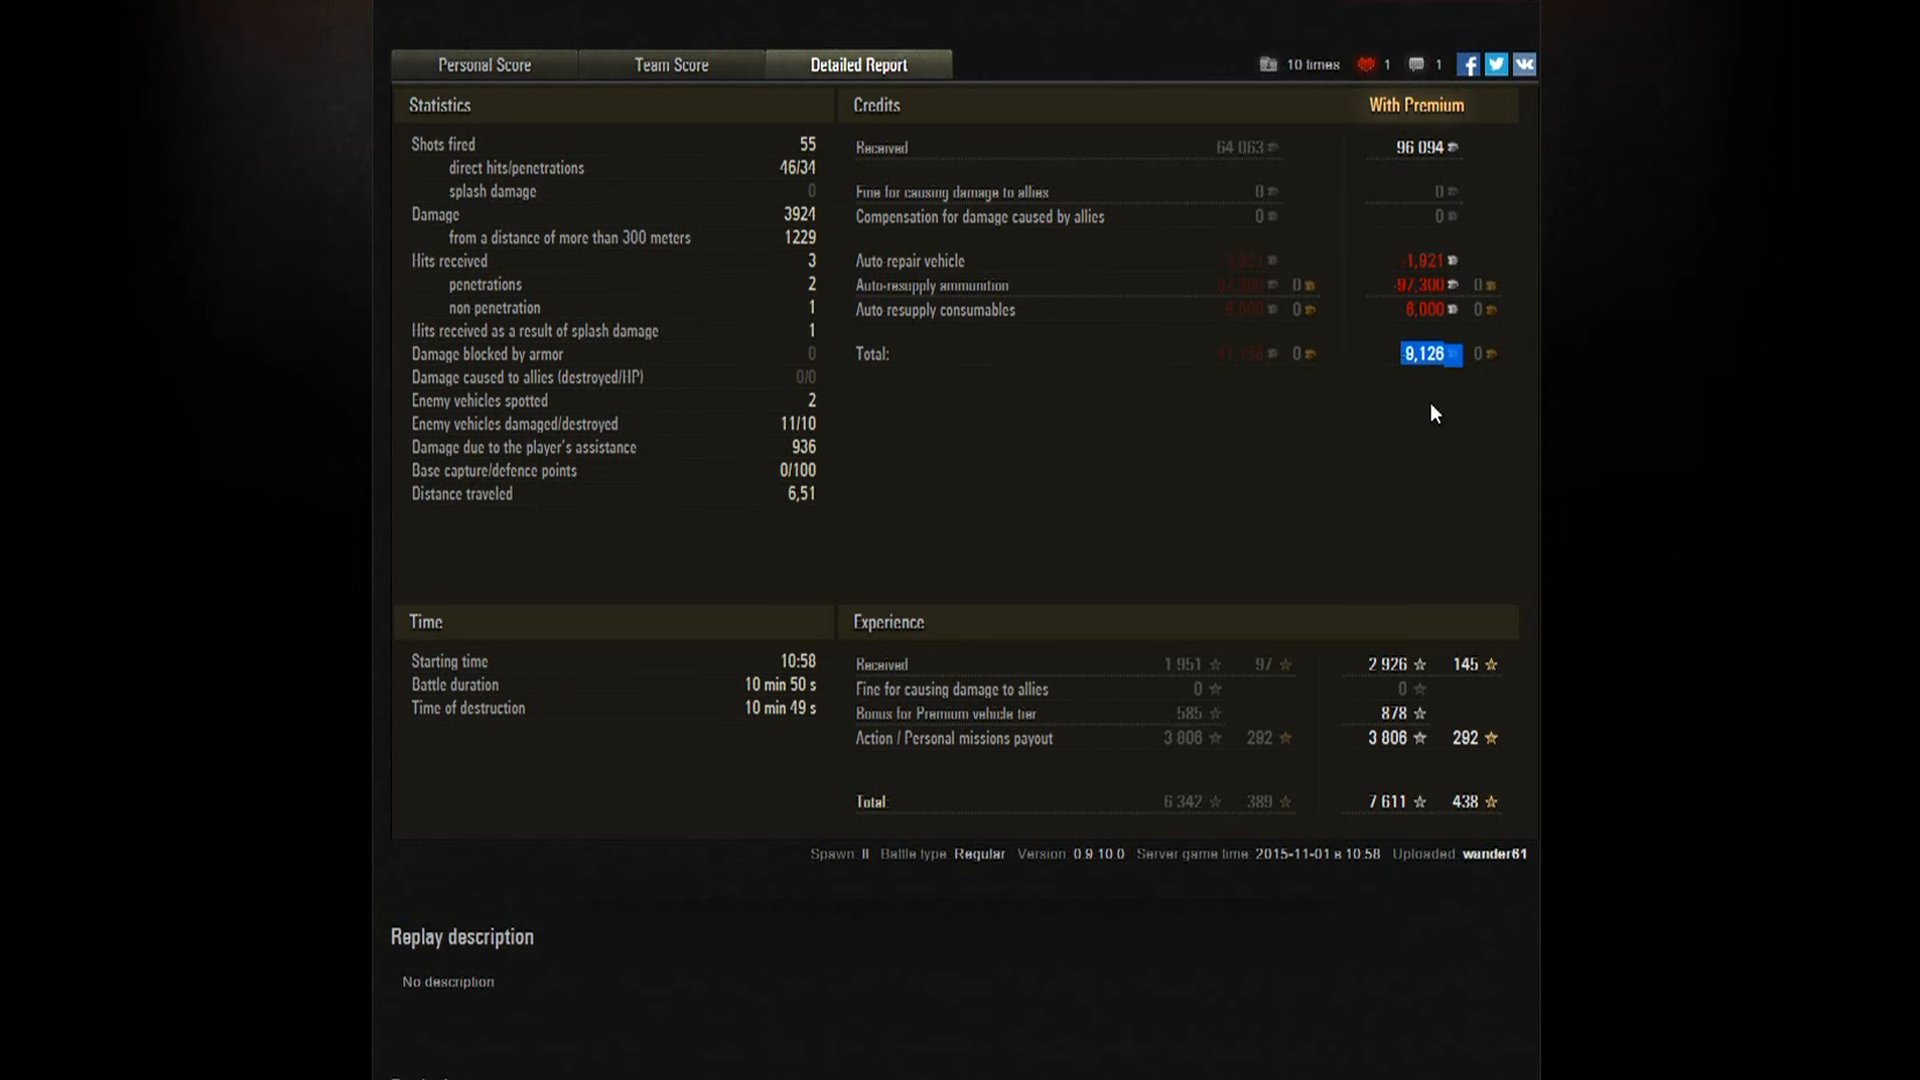 Personal Score Team Score Detailed Report 10 times 1 1
Statistics
Shots fired 55
direct hits/penetrations 46/34
splash damage 0
Damage 3924
from a distance of more than 300 meters 1229
Hits received 3
penetrations 2
non penetration 1
Hits received as a result of splash damage 1
Damage blocked by armor 0
Damage caused to allies (destroyed/HP) 0/0
Enemy vehicles spotted 2
Enemy vehicles damaged/destroyed 11/10
Damage due to the player's assistance 936
Base capture/defence points 0/100
Distance traveled 6,51
Credits With Premium
Received 64 063 96 094
Fine for causing damage to allies 0 0
Compensation for damage caused by allies 0 0
Auto repair vehicle -1,921
Auto-resupply ammunition 0 -97,300 0
Auto resupply consumables 0 6,000 0
Total: 0 9,126 0
Time
Starting time 10:58
Battle duration 10 min 50 s
Time of destruction 10 min 49 s
Experience
Received 1 951 97 2 926 145
Fine for causing damage to allies 0 0
Bonus for Premium vehicle tier 585 878
Action / Personal missions payout 3 806 292 3 806 292
Total: 6 342 389 7 611 438
Spawn: II Battle type: Regular Version: 0.9.10.0 Server game time: 2015-11-01 в 10:58 Uploaded: wander61
Replay description
No description